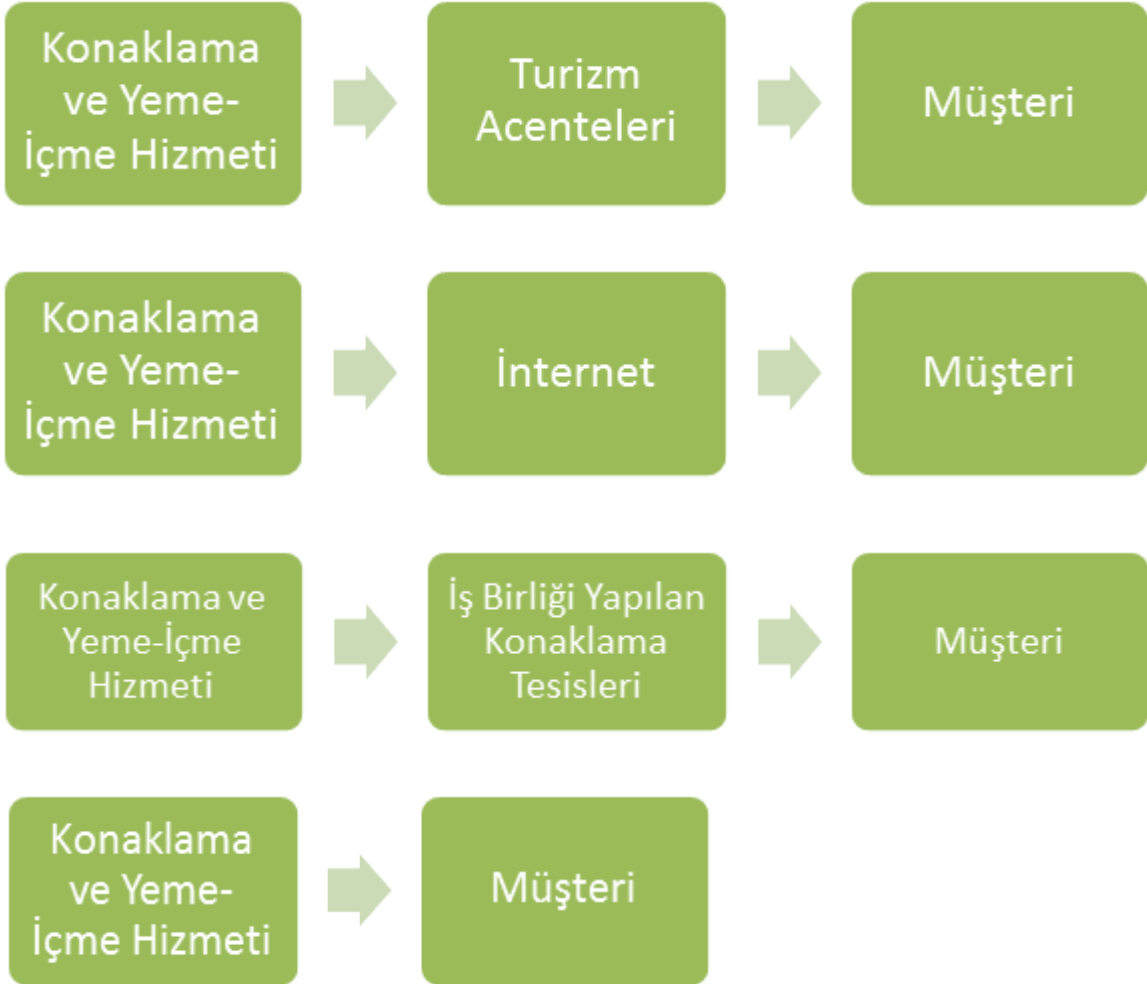 Konaklama
ve Yeme-
İçme Hizmeti
Turizm
Acenteleri
Müşteri
Konaklama
ve Yeme-
İçme Hizmeti
İnternet
Müşteri
Konaklama ve
Yeme-İçme
Hizmeti
İş Birliği Yapılan
Konaklama
Tesisleri
Müşteri
Konaklama
ve Yeme-
İçme Hizmeti
Müşteri